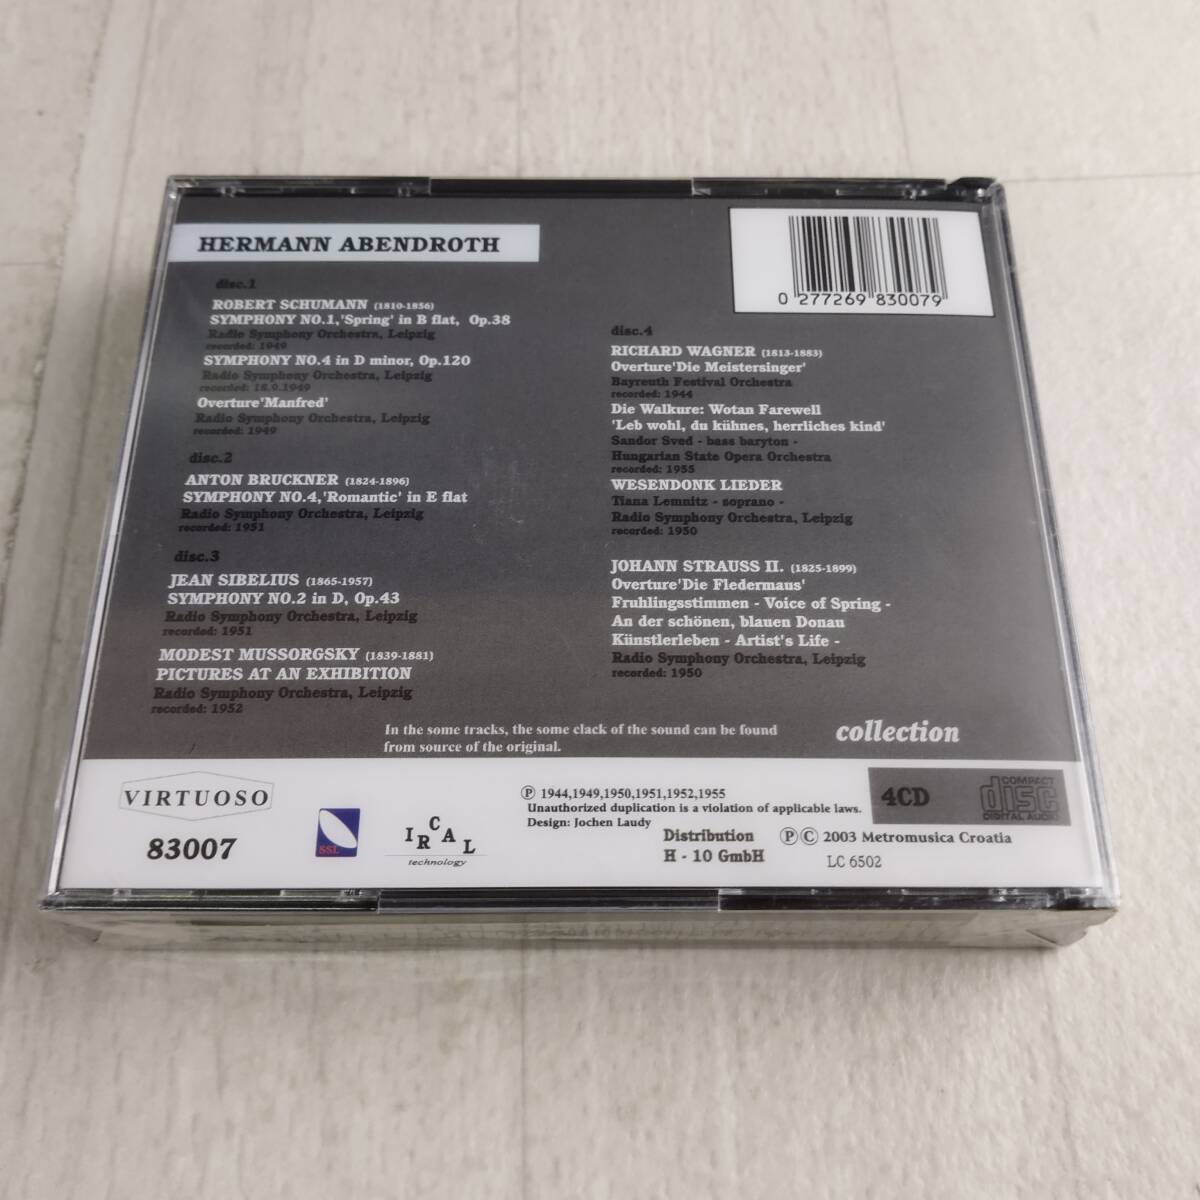 HERMANN ABENDROTH
disc.1
ROBERT SCHUMANN (1810-1856)
SYMPHONY NO.1,'Spring' in B flat, Op.38
Radio Symphony Orchestra, Leipzig
recorded: 1949
SYMPHONY NO.4 in D minor, Op.120
Radio Symphony Orchestra, Leipzig
recorded: 18.9.1949
Overture'Manfred'
Radio Symphony Orchestra, Leipzig
recorded: 1949
disc.2
ANTON BRUCKNER (1824-1896)
SYMPHONY NO.4,'Romantic' in E flat
Radio Symphony Orchestra, Leipzig
recorded: 1951
disc.3
JEAN SIBELIUS (1865-1957)
SYMPHONY NO.2 in D, Op.43
Radio Symphony Orchestra, Leipzig
recorded: 1951
MODEST MUSSORGSKY (1839-1881)
PICTURES AT AN EXHIBITION
Radio Symphony Orchestra, Leipzig
recorded: 1952
0 277269 830079
disc.4
RICHARD WAGNER (1813-1883)
Overture'Die Meistersinger'
Bayreuth Festival Orchestra
recorded: 1944
Die Walkure: Wotan Farewell
'Leb wohl, du kühnes, herrliches kind'
Sandor Sved - bass baryton -
Hungarian State Opera Orchestra
recorded: 1955
WESENDONK LIEDER
Tiana Lemnitz - soprano -
Radio Symphony Orchestra, Leipzig
recorded: 1950
JOHANN STRAUSS II. (1825-1899)
Overture'Die Fledermaus'
Fruhlingsstimmen - Voice of Spring -
An der schönen, blauen Donau
Künstlerleben - Artist's Life -
Radio Symphony Orchestra, Leipzig
recorded: 1950
In the some tracks, the some clack of the sound can be found
from source of the original.
collection
VIRTUOSO
83007
SSL
IRCAL
technology
Ⓟ 1944,1949,1950,1951,1952,1955
Unauthorized duplication is a violation of applicable laws.
Design: Jochen Laudy
Distribution
H - 10 GmbH
4CD
COMPACT
disc
DIGITAL AUDIO
ⓅⒸ 2003 Metromusica Croatia
LC 6502